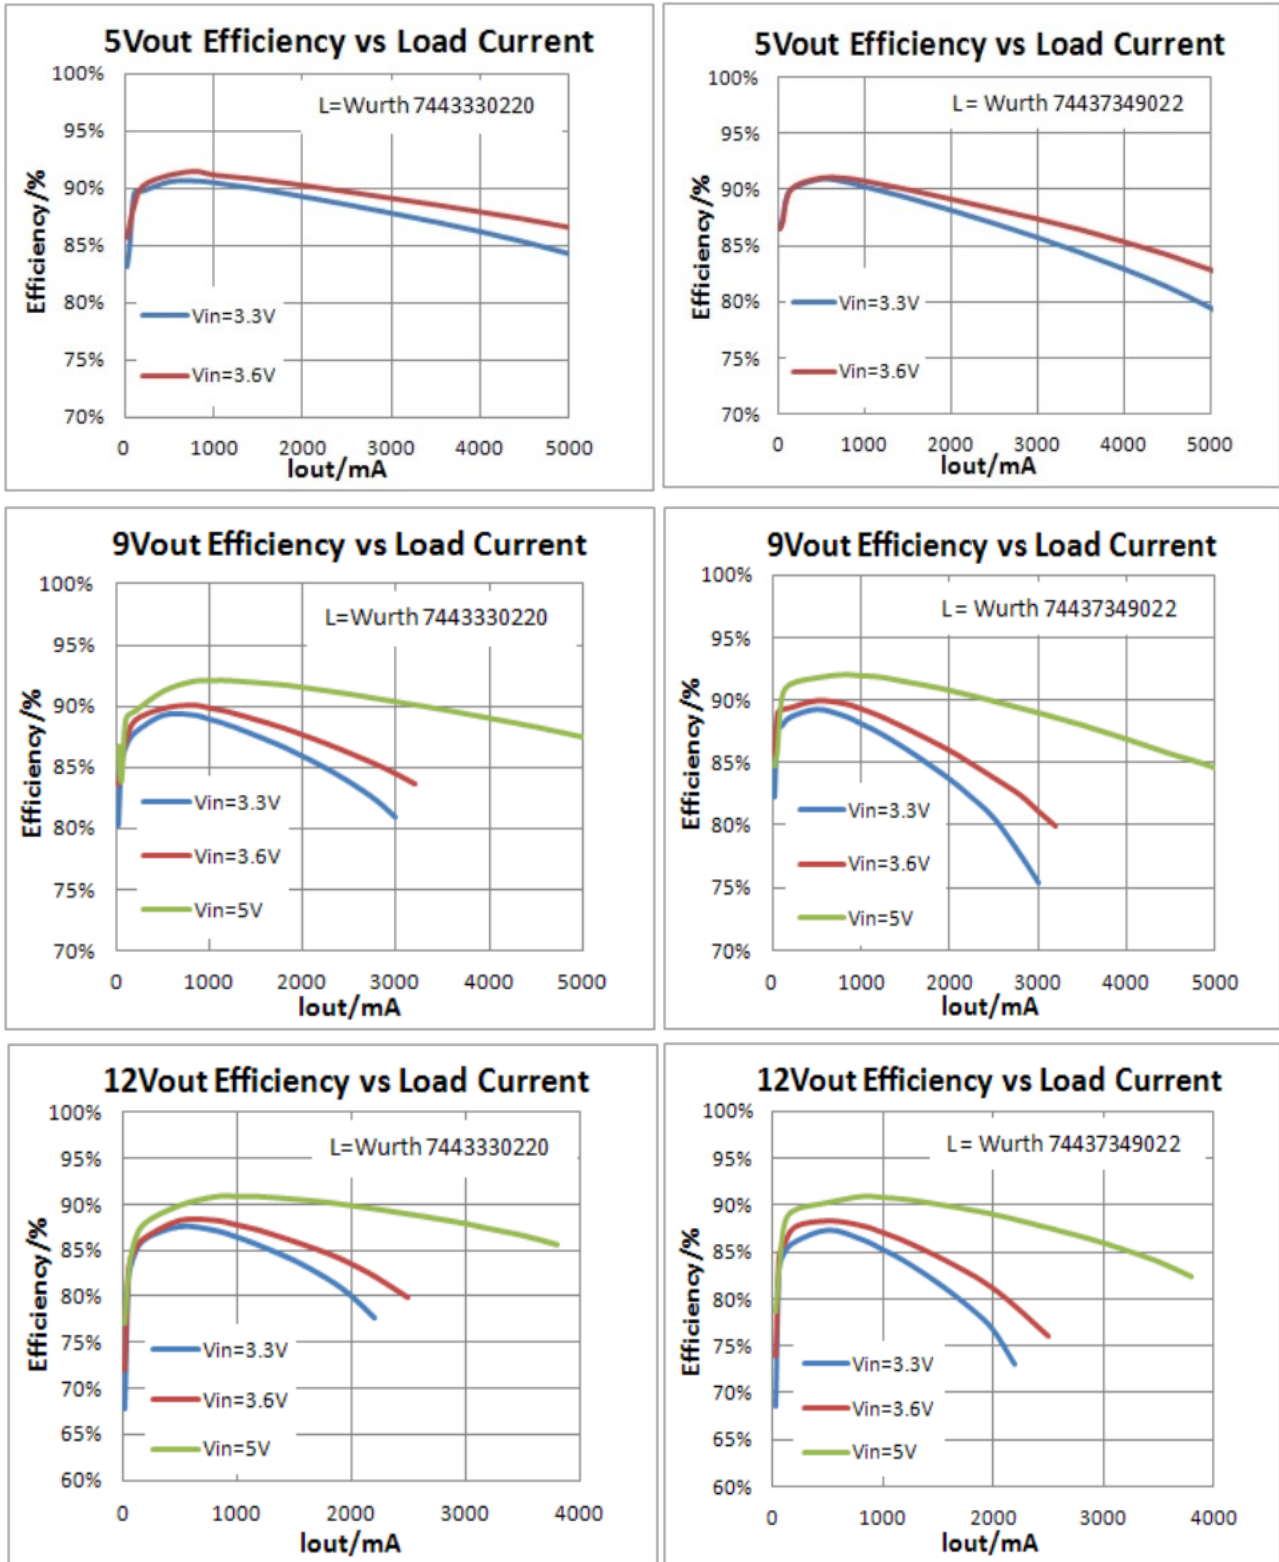 5Vout Efficiency vs Load Current
L=Wurth 7443330220
Efficiency/%
100%
95%
90%
85%
80%
75%
70%
Vin=3.3V
Vin=3.6V
0 1000 2000 3000 4000 5000
Iout/mA
5Vout Efficiency vs Load Current
L= Wurth 74437349022
Efficiency/%
100%
95%
90%
85%
80%
75%
70%
Vin=3.3V
Vin=3.6V
0 1000 2000 3000 4000 5000
Iout/mA
9Vout Efficiency vs Load Current
L=Wurth 7443330220
Efficiency/%
100%
95%
90%
85%
80%
75%
70%
Vin=3.3V
Vin=3.6V
Vin=5V
0 1000 2000 3000 4000 5000
Iout/mA
9Vout Efficiency vs Load Current
L= Wurth 74437349022
Efficiency/%
100%
95%
90%
85%
80%
75%
70%
Vin=3.3V
Vin=3.6V
Vin=5V
0 1000 2000 3000 4000 5000
Iout/mA
12Vout Efficiency vs Load Current
L=Wurth 7443330220
Efficiency/%
100%
95%
90%
85%
80%
75%
70%
65%
60%
Vin=3.3V
Vin=3.6V
Vin=5V
0 1000 2000 3000 4000
Iout/mA
12Vout Efficiency vs Load Current
L= Wurth 74437349022
Efficiency/%
100%
95%
90%
85%
80%
75%
70%
65%
60%
Vin=3.3V
Vin=3.6V
Vin=5V
0 1000 2000 3000 4000
Iout/mA